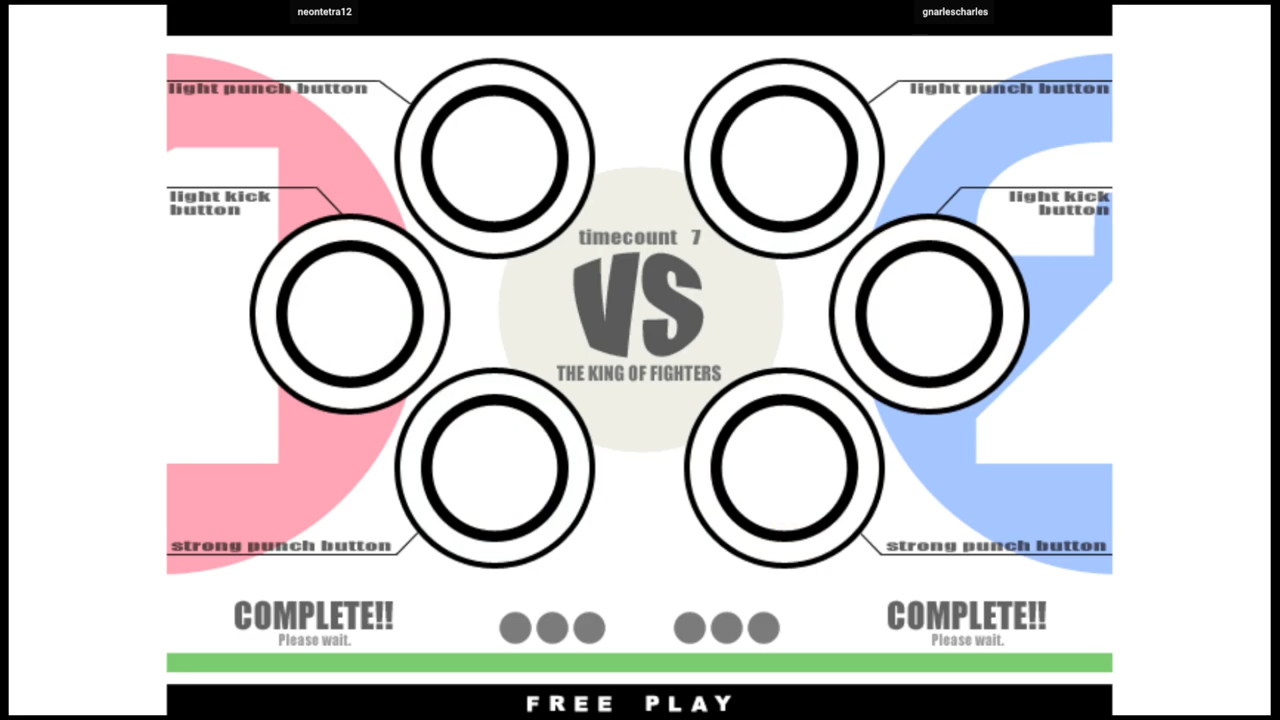 neontetra12
gnarlescharles
light punch button
light punch button
light kick
button
light kick
button
timecount 7
VS
THE KING OF FIGHTERS
strong punch button
strong punch button
COMPLETE!!
Please wait.
COMPLETE!!
Please wait.
FREE PLAY